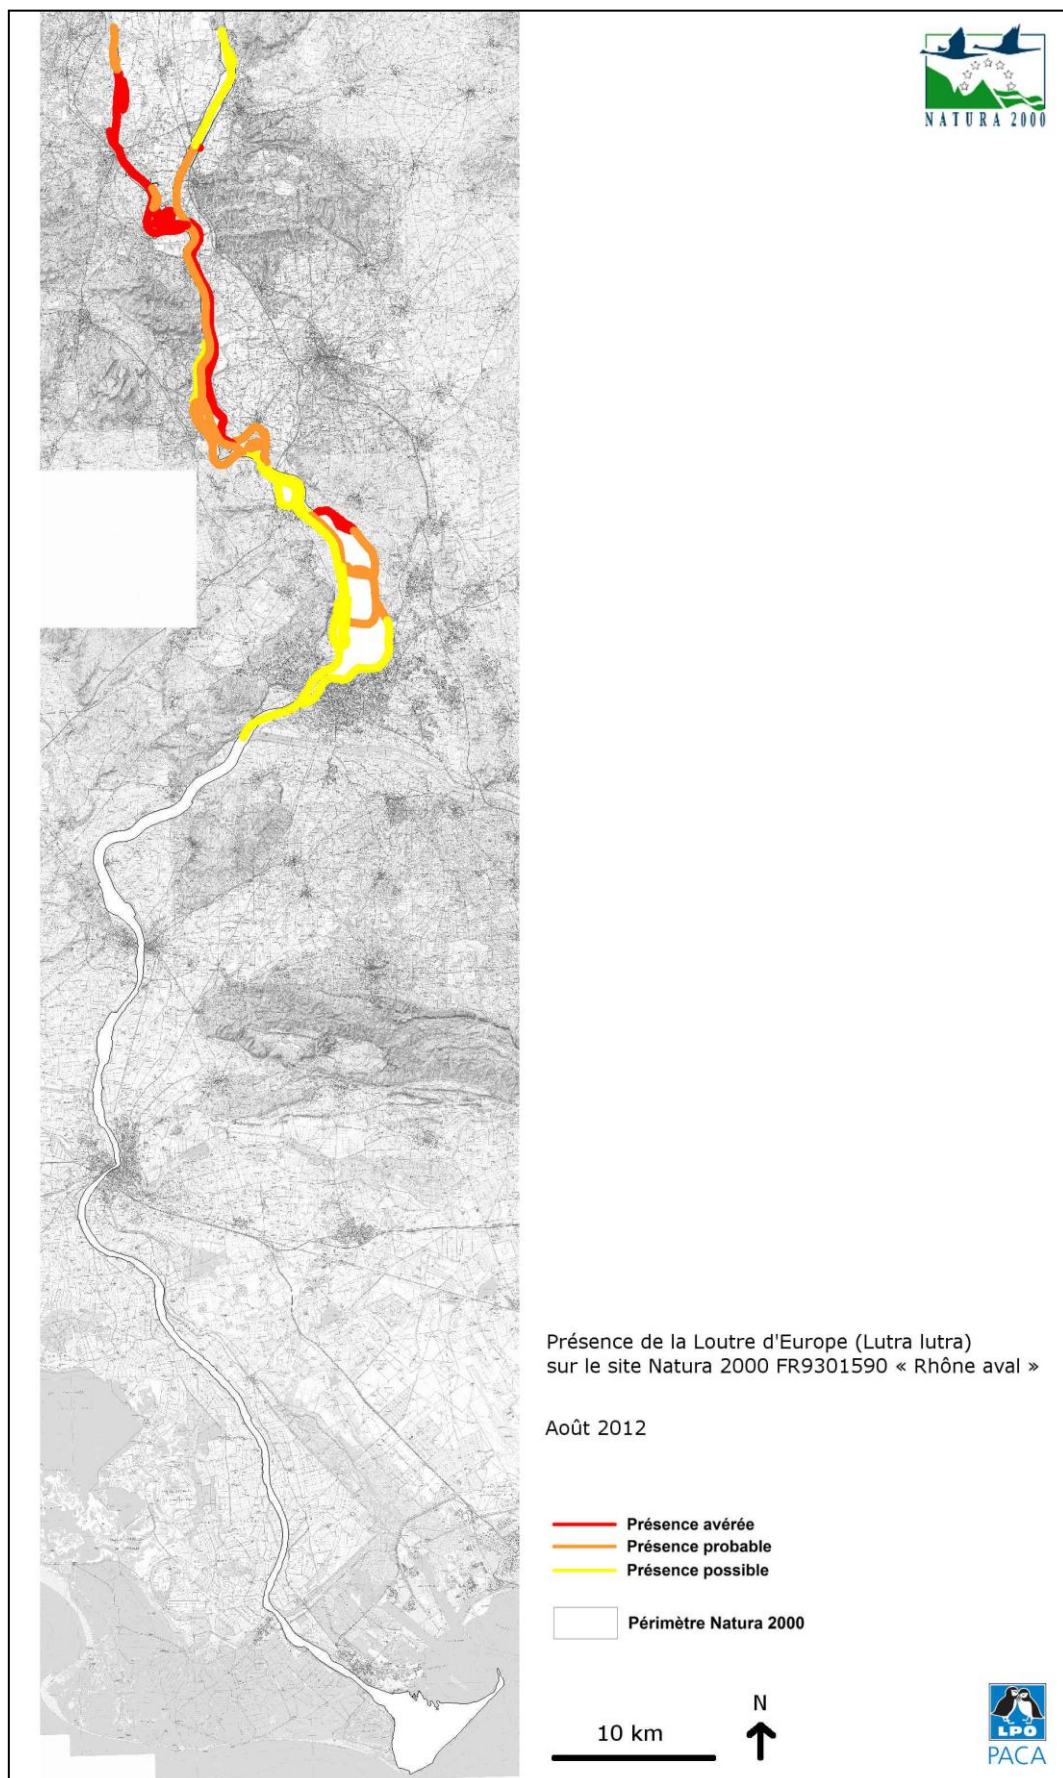 NATURA 2000
Présence de la Loutre d'Europe (Lutra lutra)
sur le site Natura 2000 FR9301590 « Rhône aval »
Août 2012
Présence avérée
Présence probable
Présence possible
Périmètre Natura 2000
10 km
N
LPO
PACA